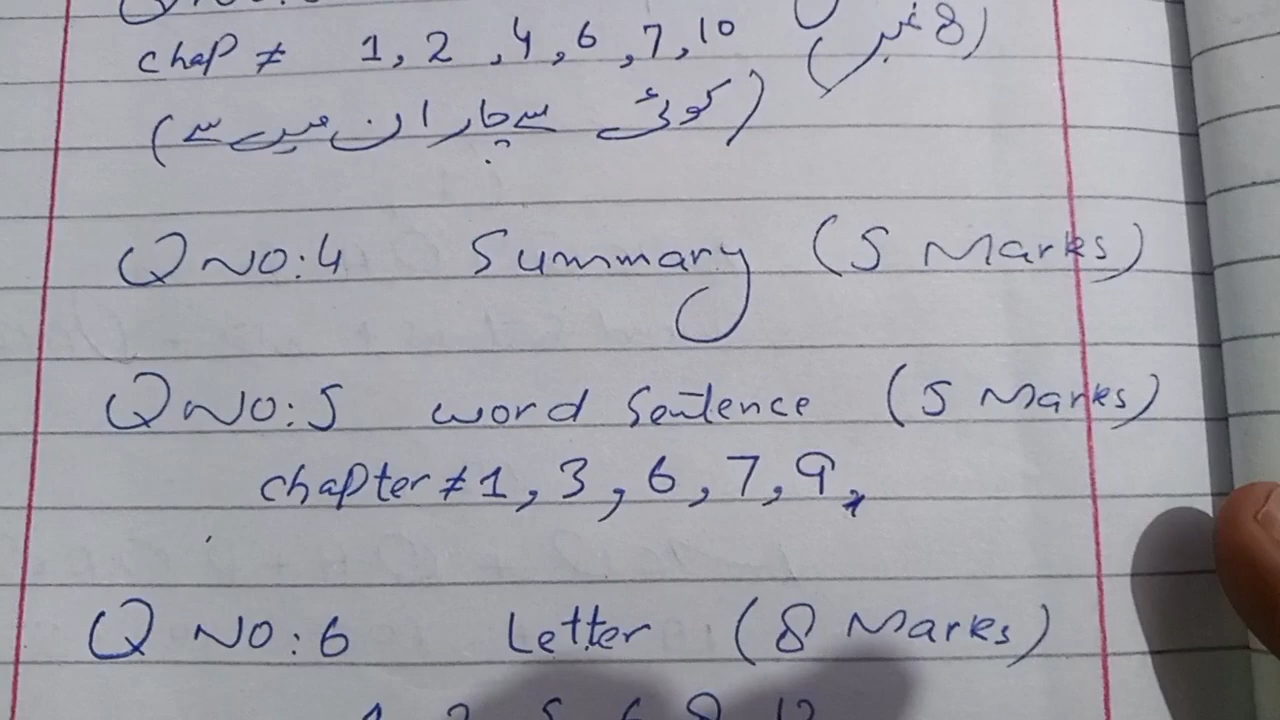 chap ≠ 1, 2, 4, 6, 7, 10 (8 نمبر)
(کوئی سے چار ان میں سے)
Q NO:4 Summary (5 Marks)
Q NO:5 word Sentence (5 Marks)
chapter ≠ 1, 3, 6, 7, 9,
Q NO:6 Letter (8 Marks)